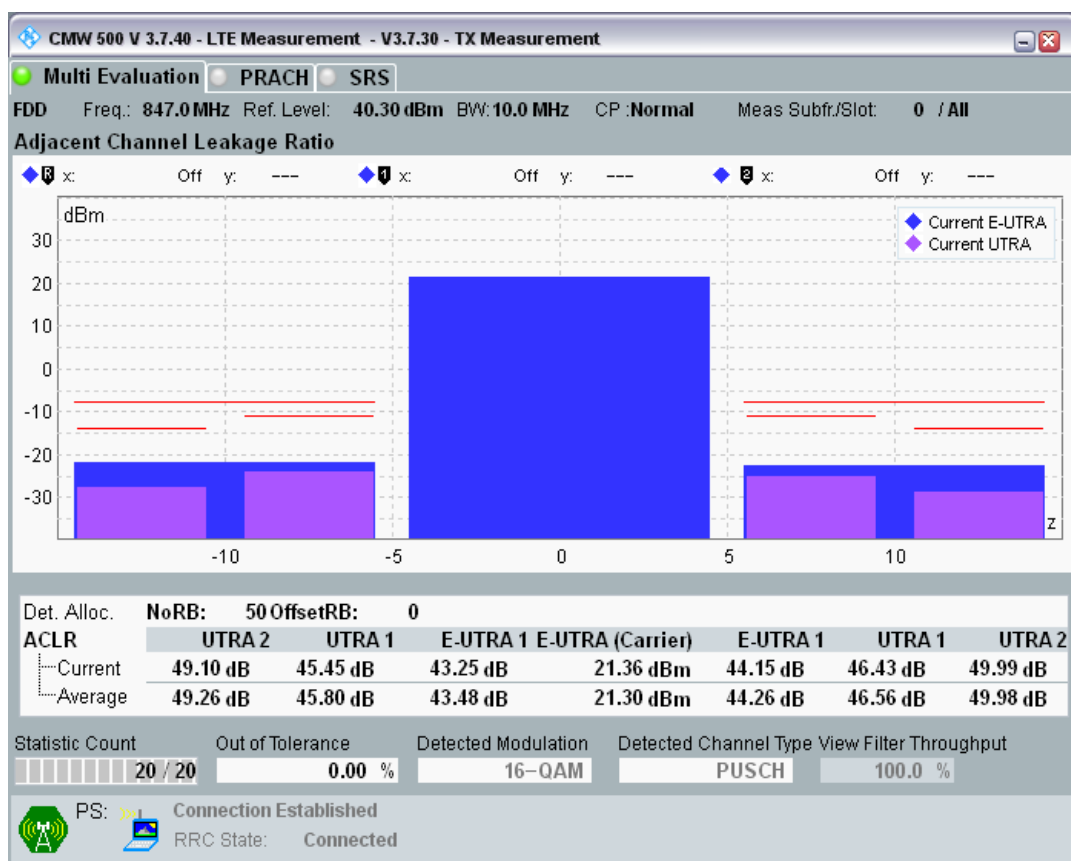 CMW 500 V 3.7.40 - LTE Measurement - V3.7.30 - TX Measurement
Multi Evaluation PRACH SRS
FDD Freq.: 847.0 MHz Ref. Level: 40.30 dBm BW: 10.0 MHz CP :Normal Meas Subfr./Slot: 0 / All
Adjacent Channel Leakage Ratio
R x: Off y: --- 1 x: Off y: --- 2 x: Off y: ---
dBm
Current E-UTRA
Current UTRA
30
20
10
0
-10
-20
-30
z
-10 -5 0 5 10
Det. Alloc. NoRB: 50 OffsetRB: 0
ACLR UTRA 2 UTRA 1 E-UTRA 1 E-UTRA (Carrier) E-UTRA 1 UTRA 1 UTRA 2
Current 49.10 dB 45.45 dB 43.25 dB 21.36 dBm 44.15 dB 46.43 dB 49.99 dB
Average 49.26 dB 45.80 dB 43.48 dB 21.30 dBm 44.26 dB 46.56 dB 49.98 dB
Statistic Count Out of Tolerance Detected Modulation Detected Channel Type View Filter Throughput
20 / 20 0.00 % 16-QAM PUSCH 100.0 %
PS: Connection Established
RRC State: Connected